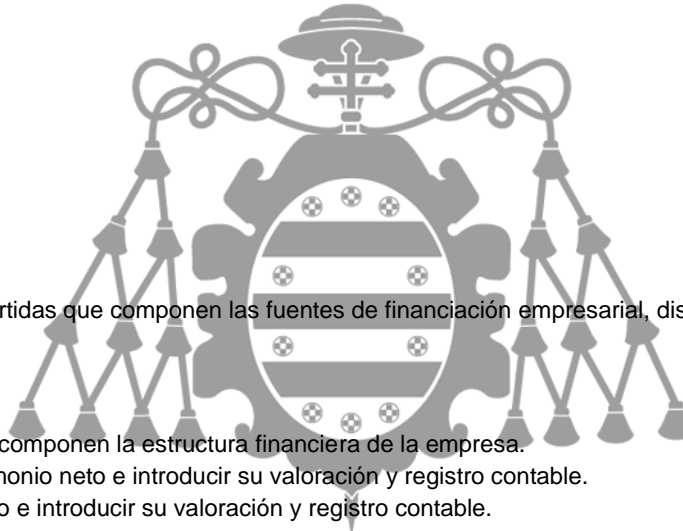 rtidas que componen las fuentes de financiación empresarial, dis
componen la estructura financiera de la empresa.
nonio neto e introducir su valoración y registro contable.
o e introducir su valoración y registro contable.